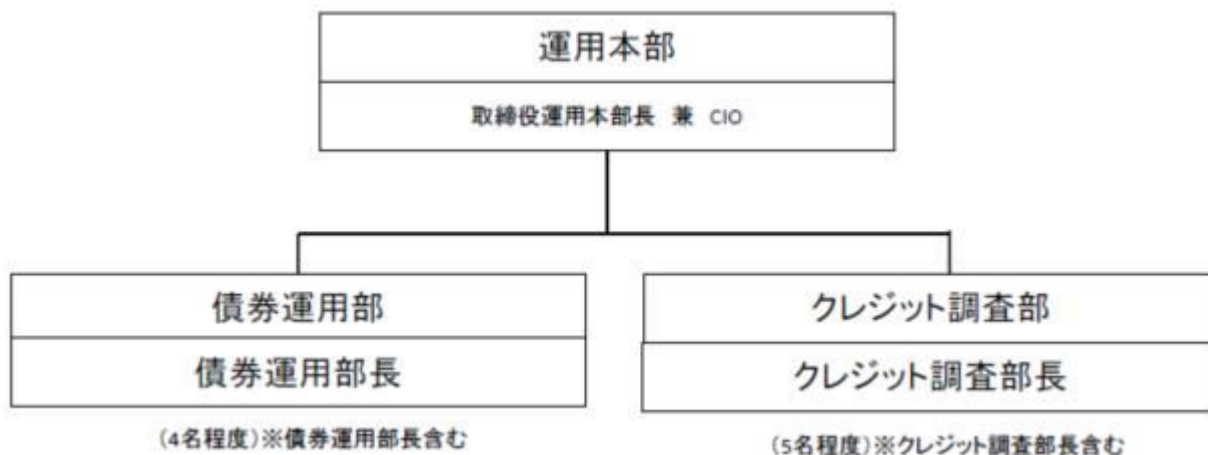 運用本部
取締役運用本部長 兼 CIO
債券運用部
債券運用部長
(4名程度)※債券運用部長含む
クレジット調査部
クレジット調査部長
(5名程度)※クレジット調査部長含む